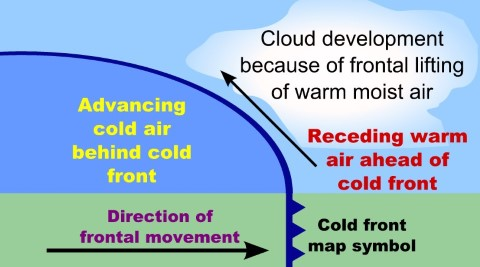 Cloud development
because of frontal lifting
of warm moist air
Advancing
cold air
behind cold
front
Receding warm
air ahead of
cold front
Direction of
frontal movement
Cold front
map symbol